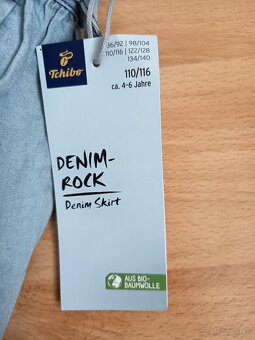 86/92 | 98/104
110/116 | 122/128
134/140
Tchibo
110/116
ca. 4-6 Jahre
DENIM-
ROCK
Denim Skirt
AUS BIO-
BAUMWOLLE